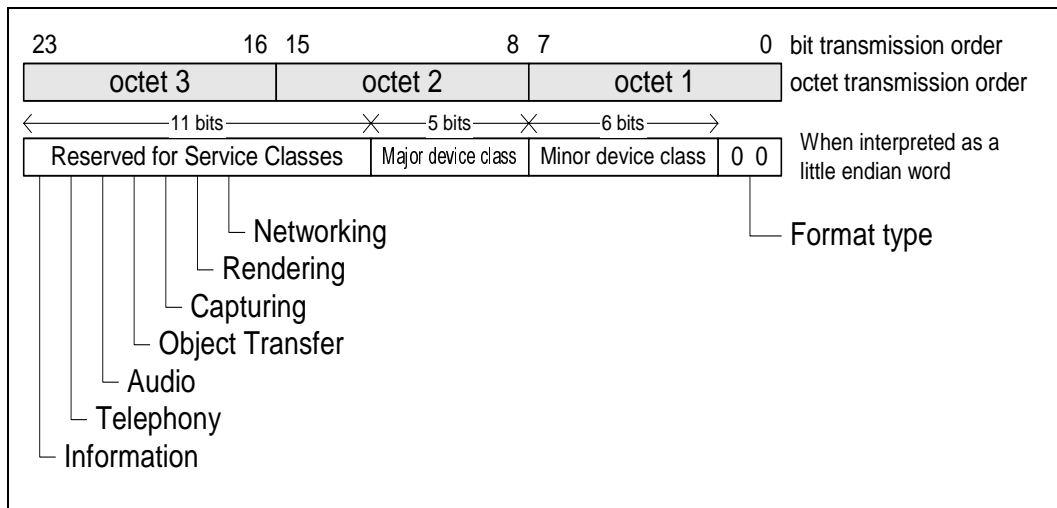 23 16 15 8 7 0 bit transmission order
octet 3 octet 2 octet 1 octet transmission order
11 bits 5 bits 6 bits
Reserved for Service Classes Major device class Minor device class 0 0 When interpreted as a
little endian word
Networking Format type
Rendering
Capturing
Object Transfer
Audio
Telephony
Information